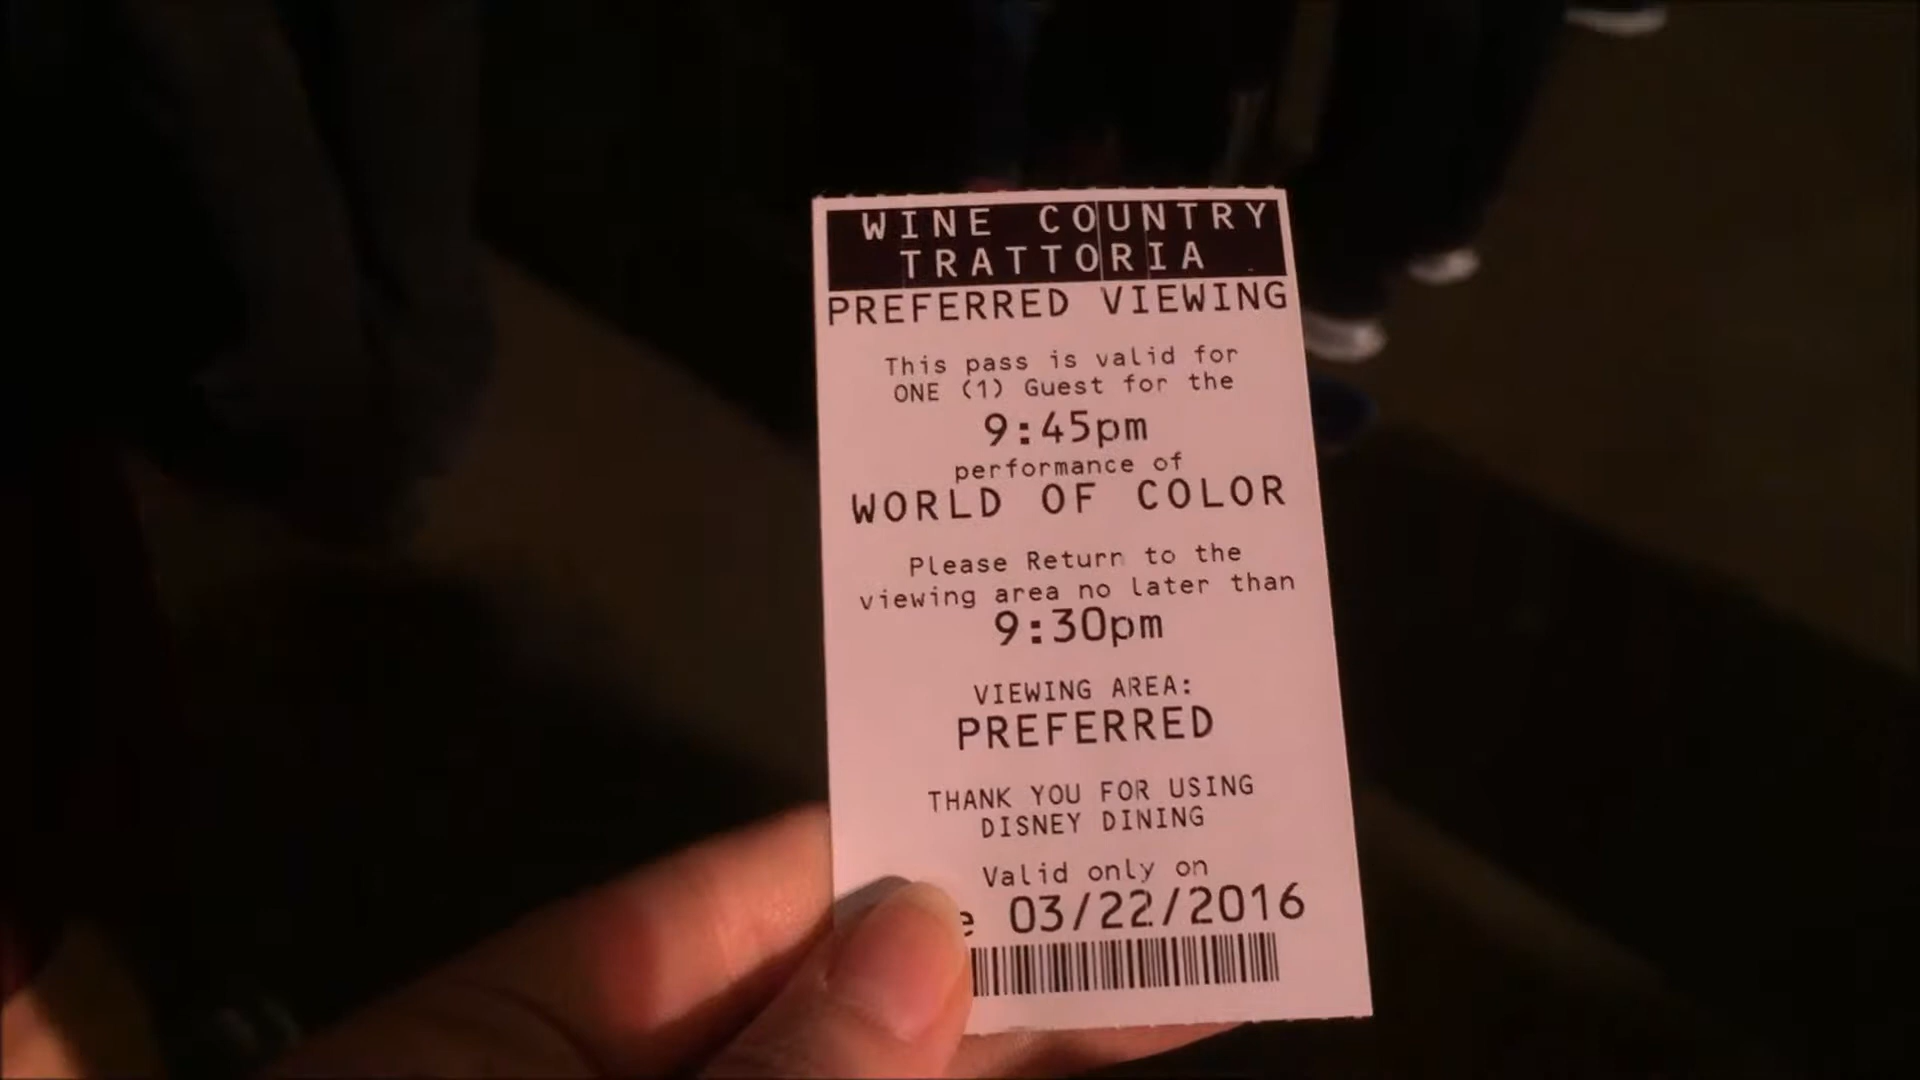 WINE COUNTRY
TRATTORIA
PREFERRED VIEWING
This pass is valid for
ONE (1) Guest for the
9:45pm
performance of
WORLD OF COLOR
Please Return to the
viewing area no later than
9:30pm
VIEWING AREA:
PREFERRED
THANK YOU FOR USING
DISNEY DINING
Valid only on
e 03/22/2016